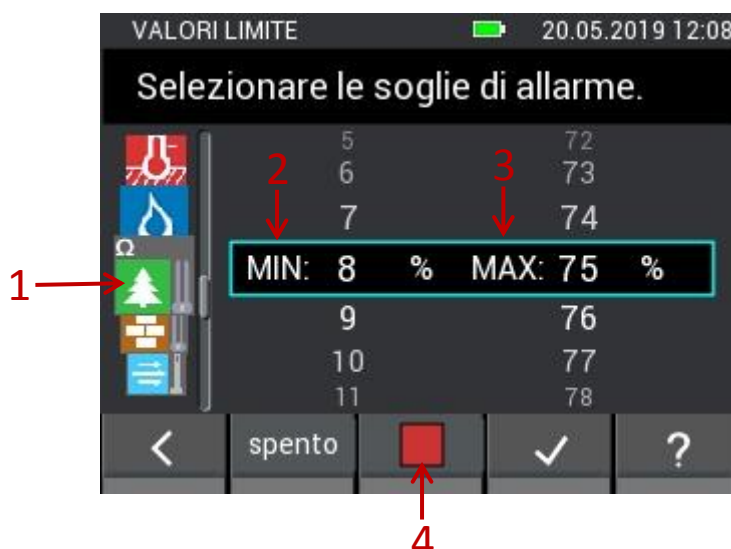 VALORI LIMITE 20.05.2019 12:08
Selezionare le soglie di allarme.
5 72
2 6 3 73
7 74
Ω
1 MIN: 8 % MAX: 75 %
9 76
10 77
11 78
spento ?
4